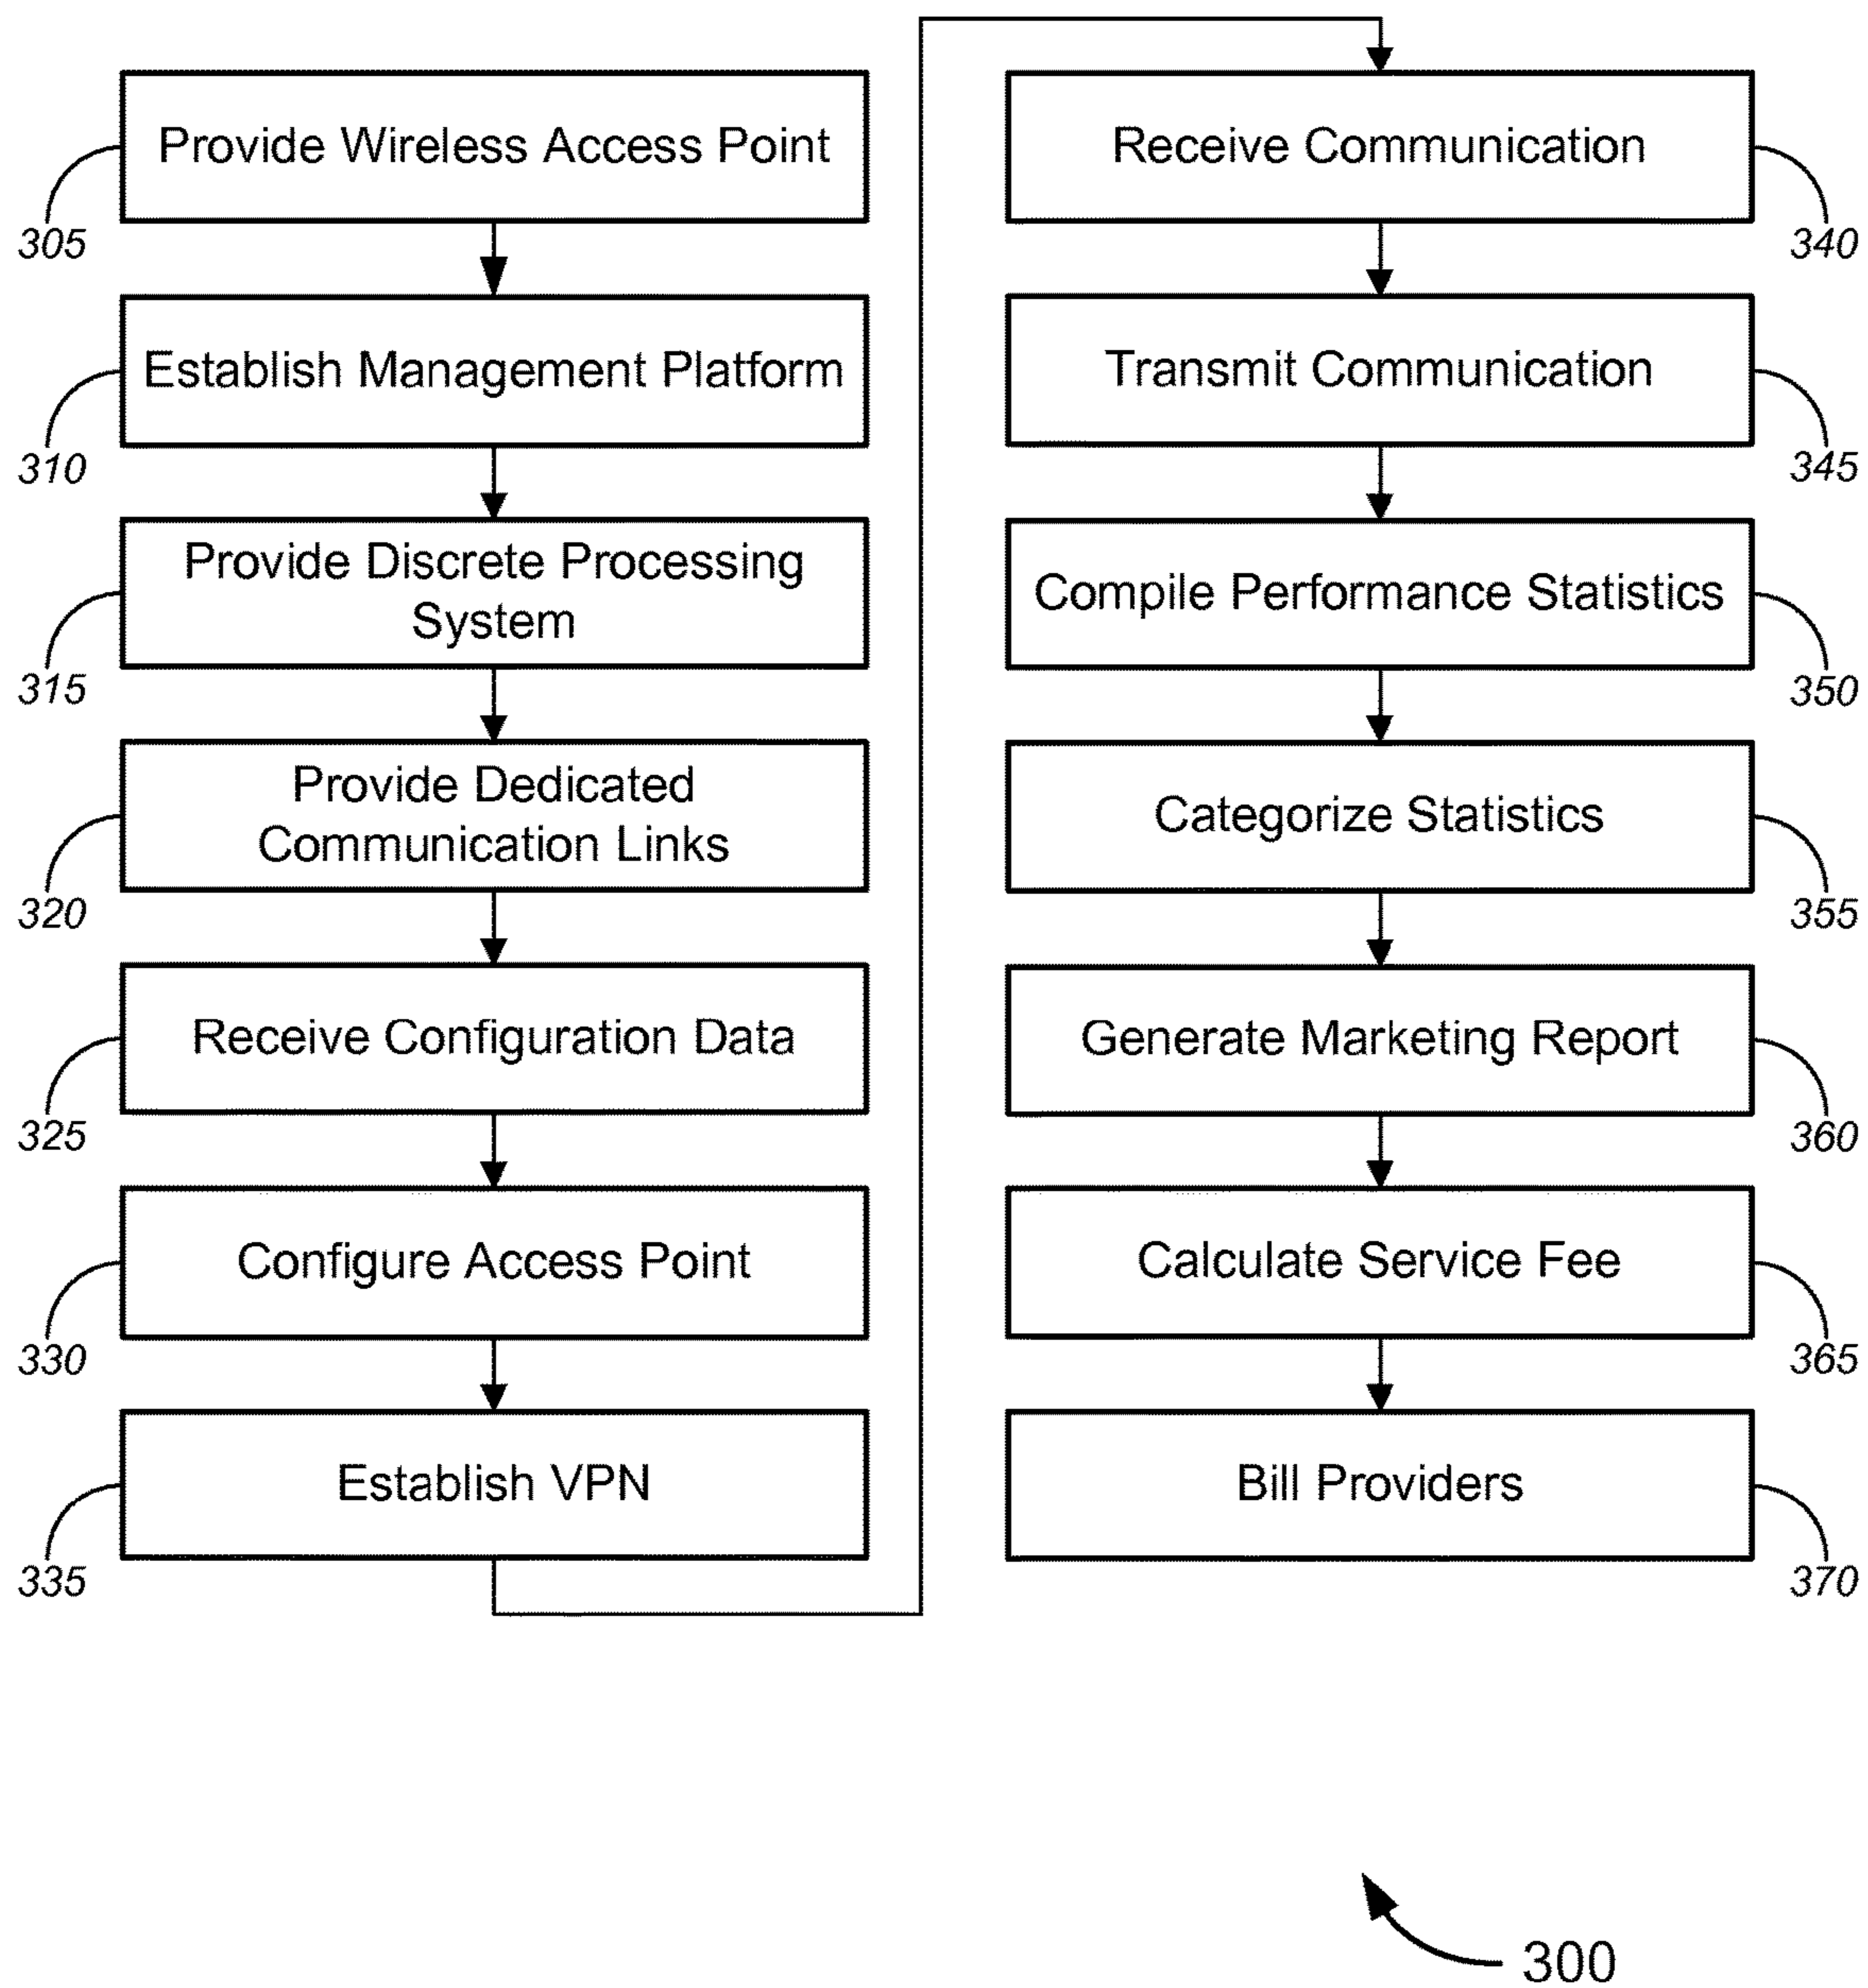 Provide Wireless Access Point
305
Establish Management Platform
310
Provide Discrete Processing
System
315
Provide Dedicated
Communication Links
320
Receive Configuration Data
325
Configure Access Point
330
Establish VPN
335
Receive Communication
340
Transmit Communication
345
Compile Performance Statistics
350
Categorize Statistics
355
Generate Marketing Report
360
Calculate Service Fee
365
Bill Providers
370
300